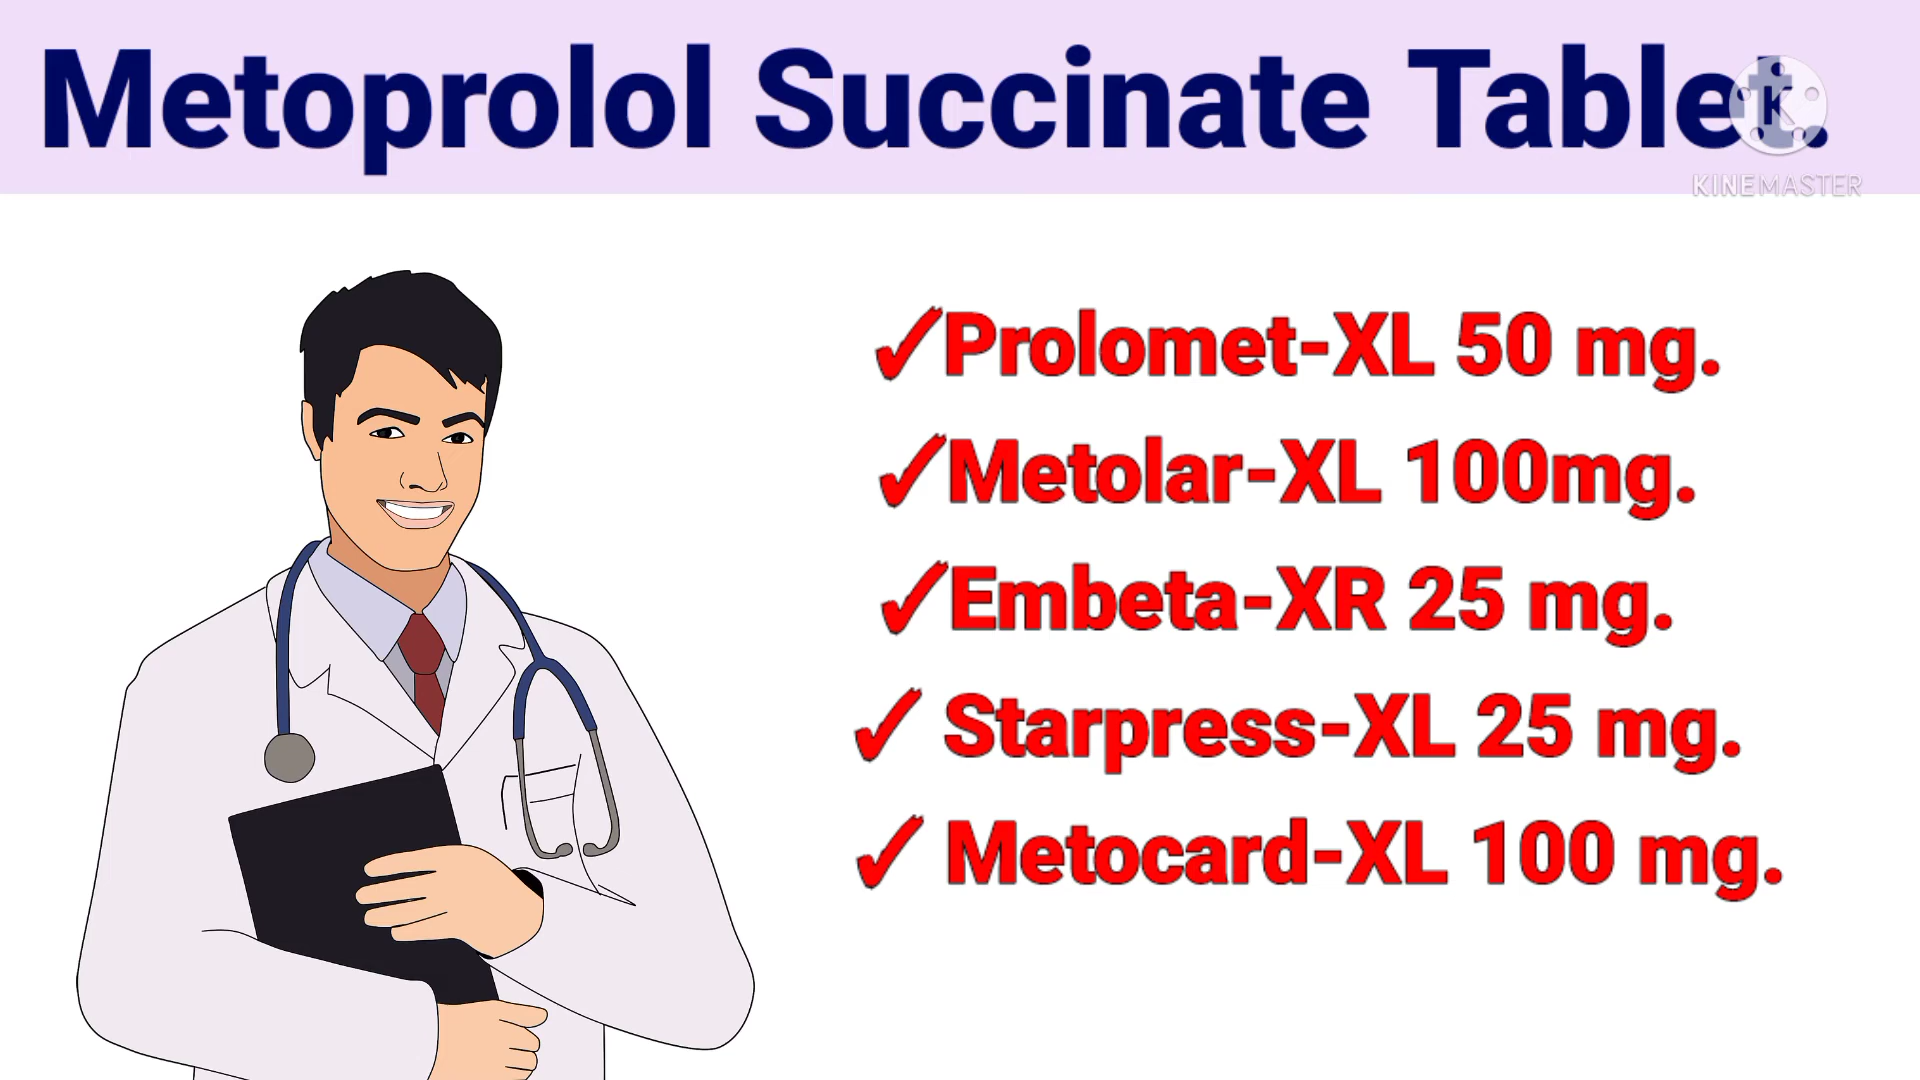 Metoprolol Succinate Tablet.
K
KINEMASTER
✓Prolomet-XL 50 mg.
✓Metolar-XL 100mg.
✓Embeta-XR 25 mg.
✓ Starpress-XL 25 mg.
✓ Metocard-XL 100 mg.